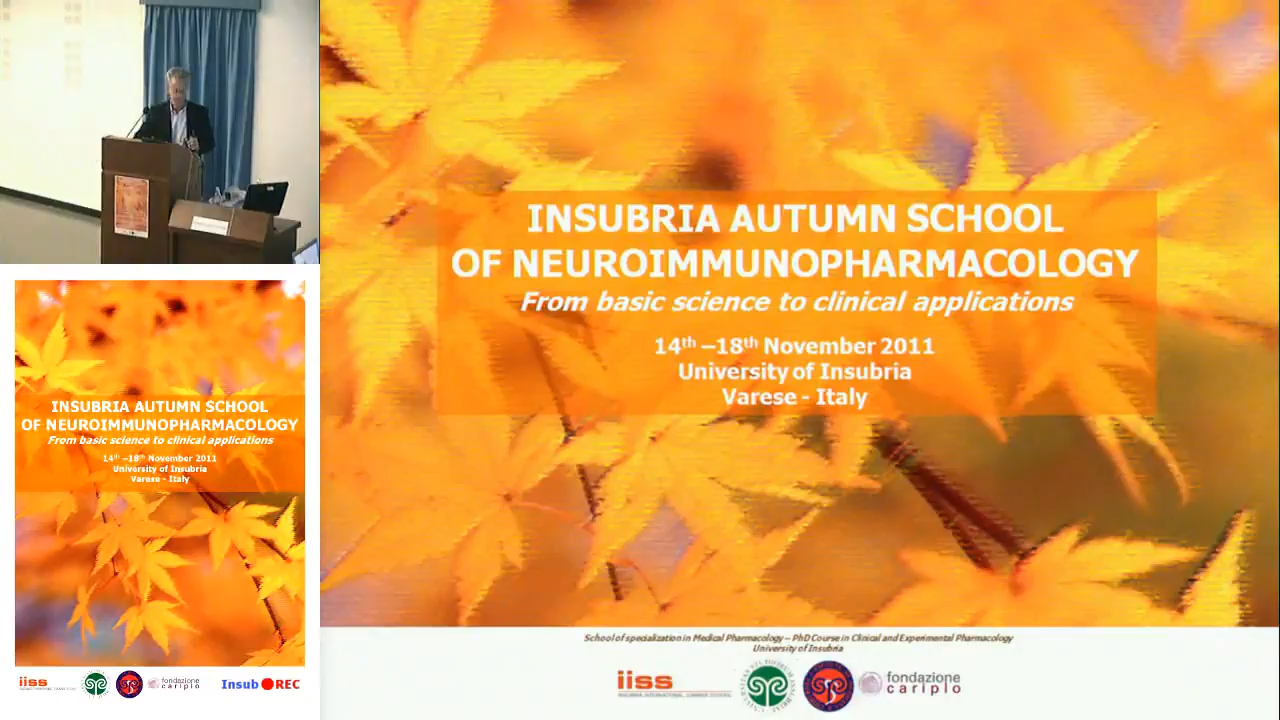 INSUBRIA AUTUMN SCHOOL
OF NEUROIMMUNOPHARMACOLOGY
From basic science to clinical applications
14th –18th November 2011
University of Insubria
Varese - Italy
School of specialization in Medical Pharmacology – PhD Course in Clinical and Experimental Pharmacology
University of Insubria
iiss
fondazione
cariplo
INSUBRIA AUTUMN SCHOOL
OF NEUROIMMUNOPHARMACOLOGY
From basic science to clinical applications
14th –18th November 2011
University of Insubria
Varese - Italy
iiss
fondazione
cariplo
Insub REC